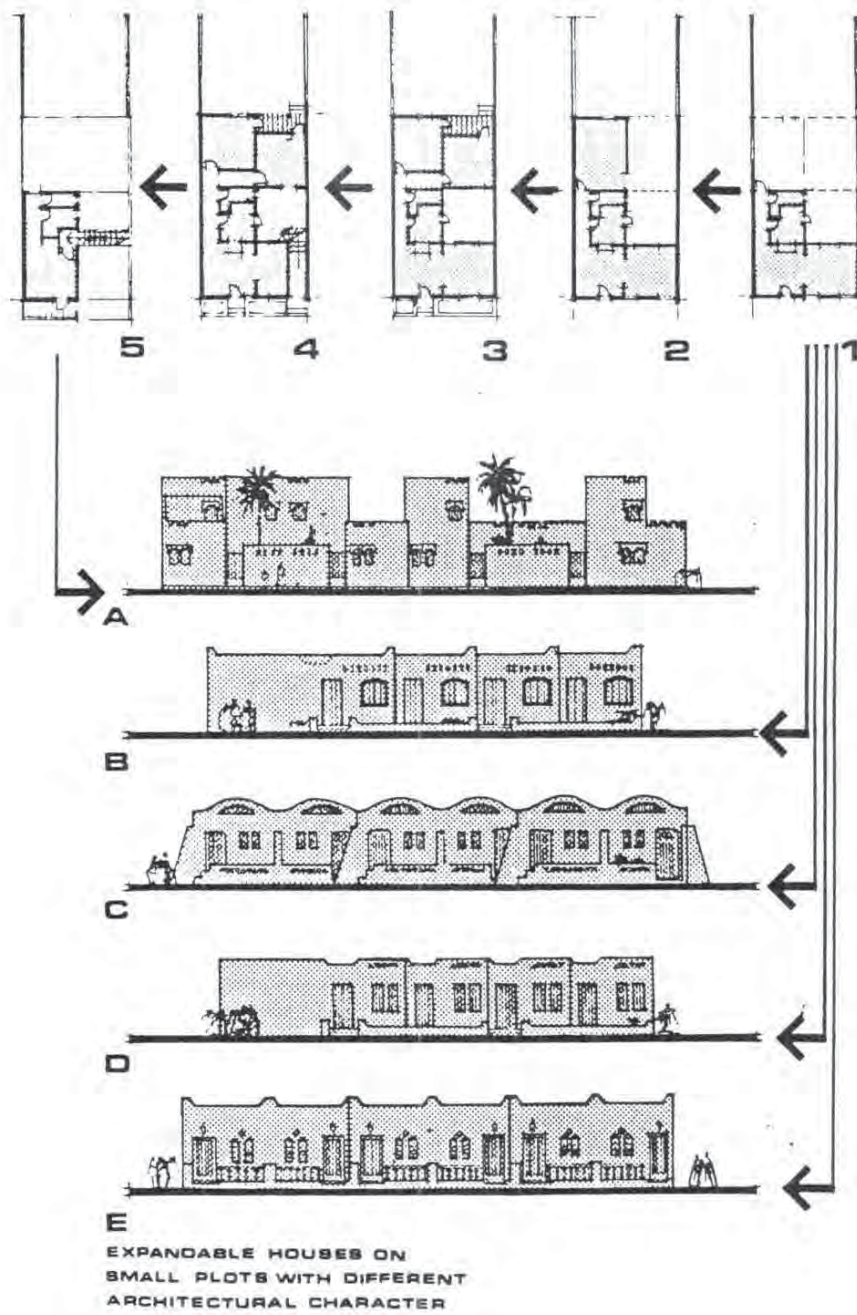 5 4 3 2 1
A
B
C
D
E
EXPANDABLE HOUSES ON
SMALL PLOTS WITH DIFFERENT
ARCHITECTURAL CHARACTER